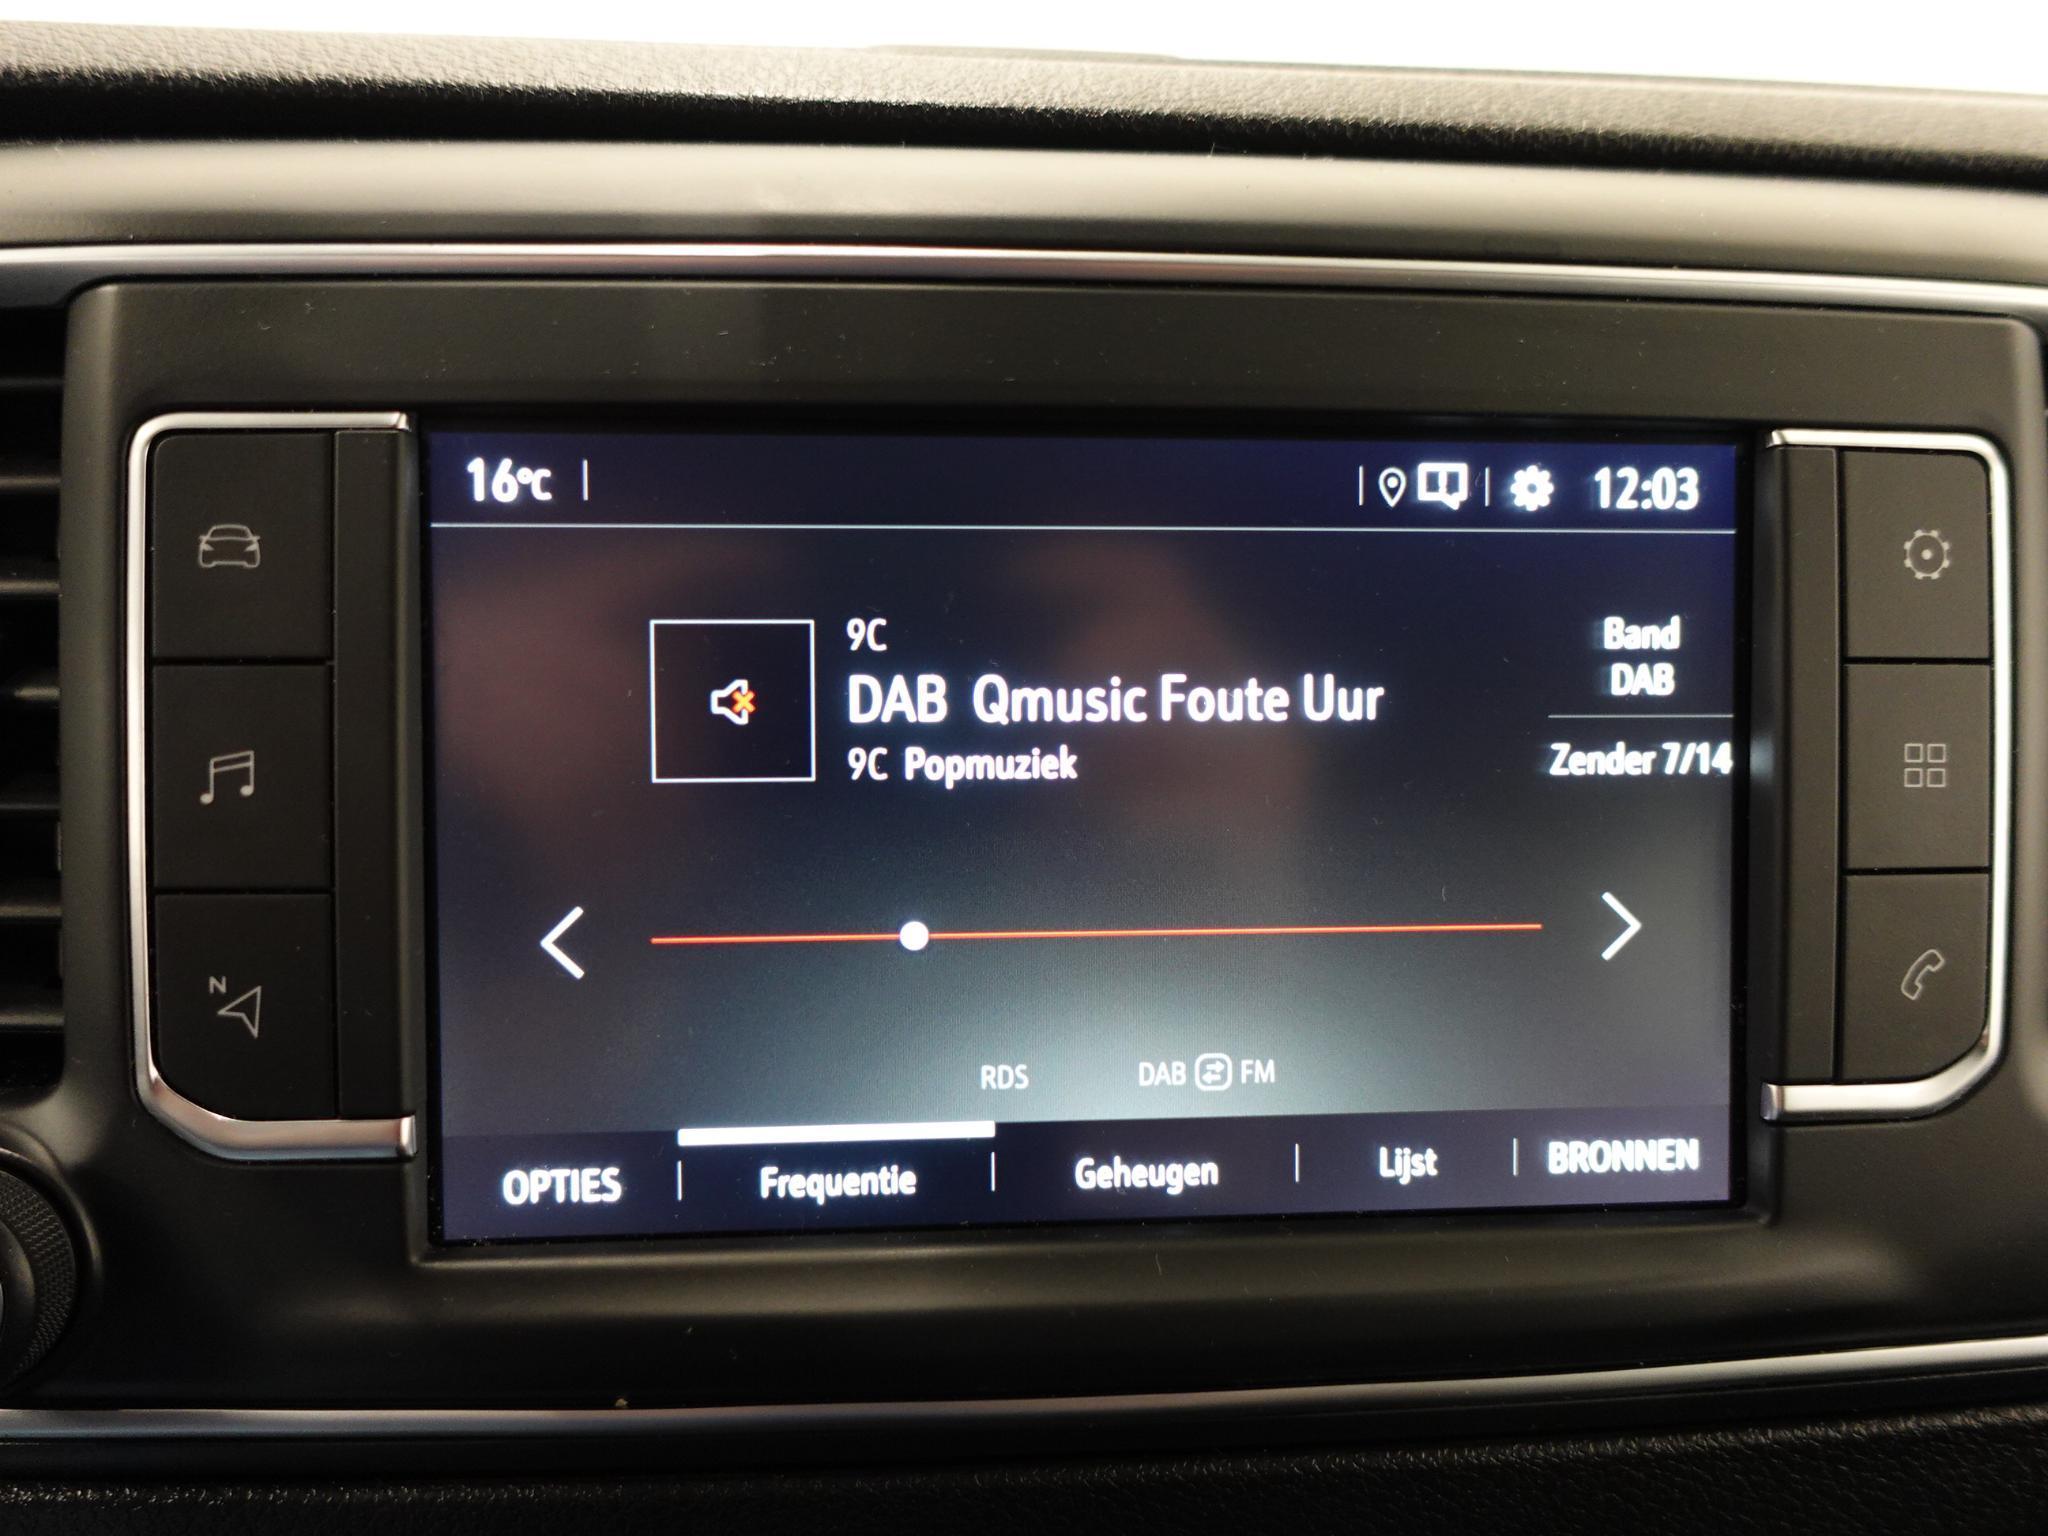 16°C
12:03
9C
DAB Qmusic Foute Uur
9C Popmuziek
Band
DAB
Zender 7/14
N
RDS
DAB FM
OPTIES
Frequentie
Geheugen
Lijst
BRONNEN